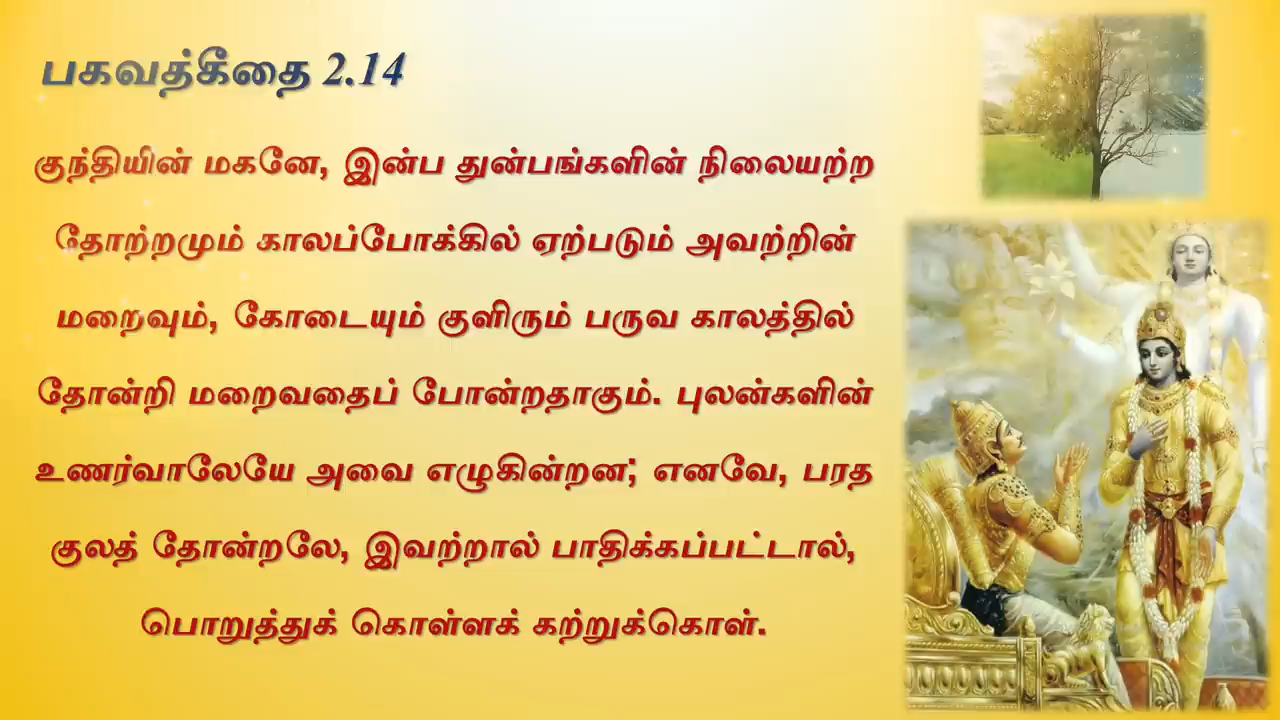 பகவத்கீதை 2.14
குந்தியின் மகனே, இன்ப துன்பங்களின் நிலையற்ற
தோற்றமும் காலப்போக்கில் ஏற்படும் அவற்றின்
மறைவும், கோடையும் குளிரும் பருவ காலத்தில்
தோன்றி மறைவதைப் போன்றதாகும். புலன்களின்
உணர்வாலேயே அவை எழுகின்றன; எனவே, பரத
குலத் தோன்றலே, இவற்றால் பாதிக்கப்பட்டால்,
பொறுத்துக் கொள்ளக் கற்றுக்கொள்.